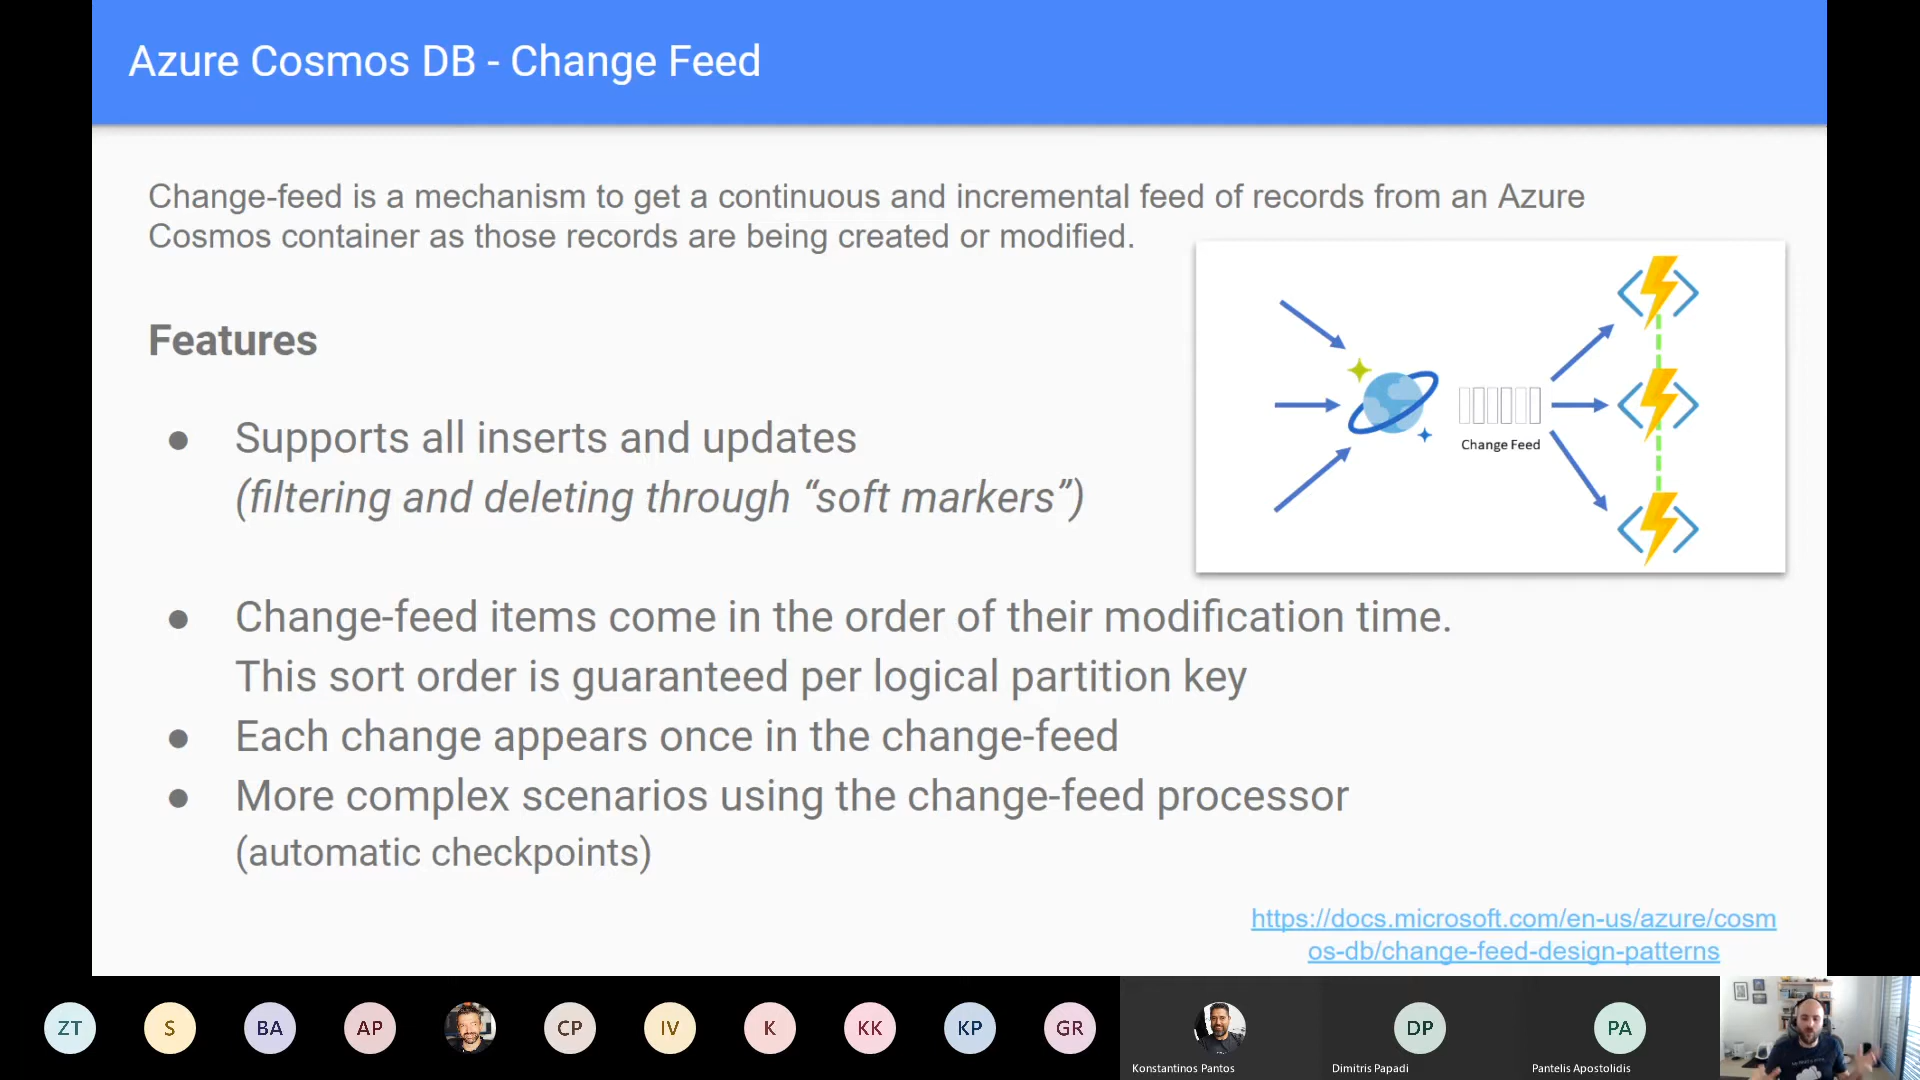 Azure Cosmos DB - Change Feed
Change-feed is a mechanism to get a continuous and incremental feed of records from an Azure
Cosmos container as those records are being created or modified.
Features
● Supports all inserts and updates
(filtering and deleting through “soft markers”)
Change Feed
● Change-feed items come in the order of their modification time.
This sort order is guaranteed per logical partition key
● Each change appears once in the change-feed
● More complex scenarios using the change-feed processor
(automatic checkpoints)
https://docs.microsoft.com/en-us/azure/cosm
os-db/change-feed-design-patterns
ZT S BA AP CP IV K KK KP GR DP PA
Konstantinos Pantos Dimitris Papadi Pantelis Apostolidis